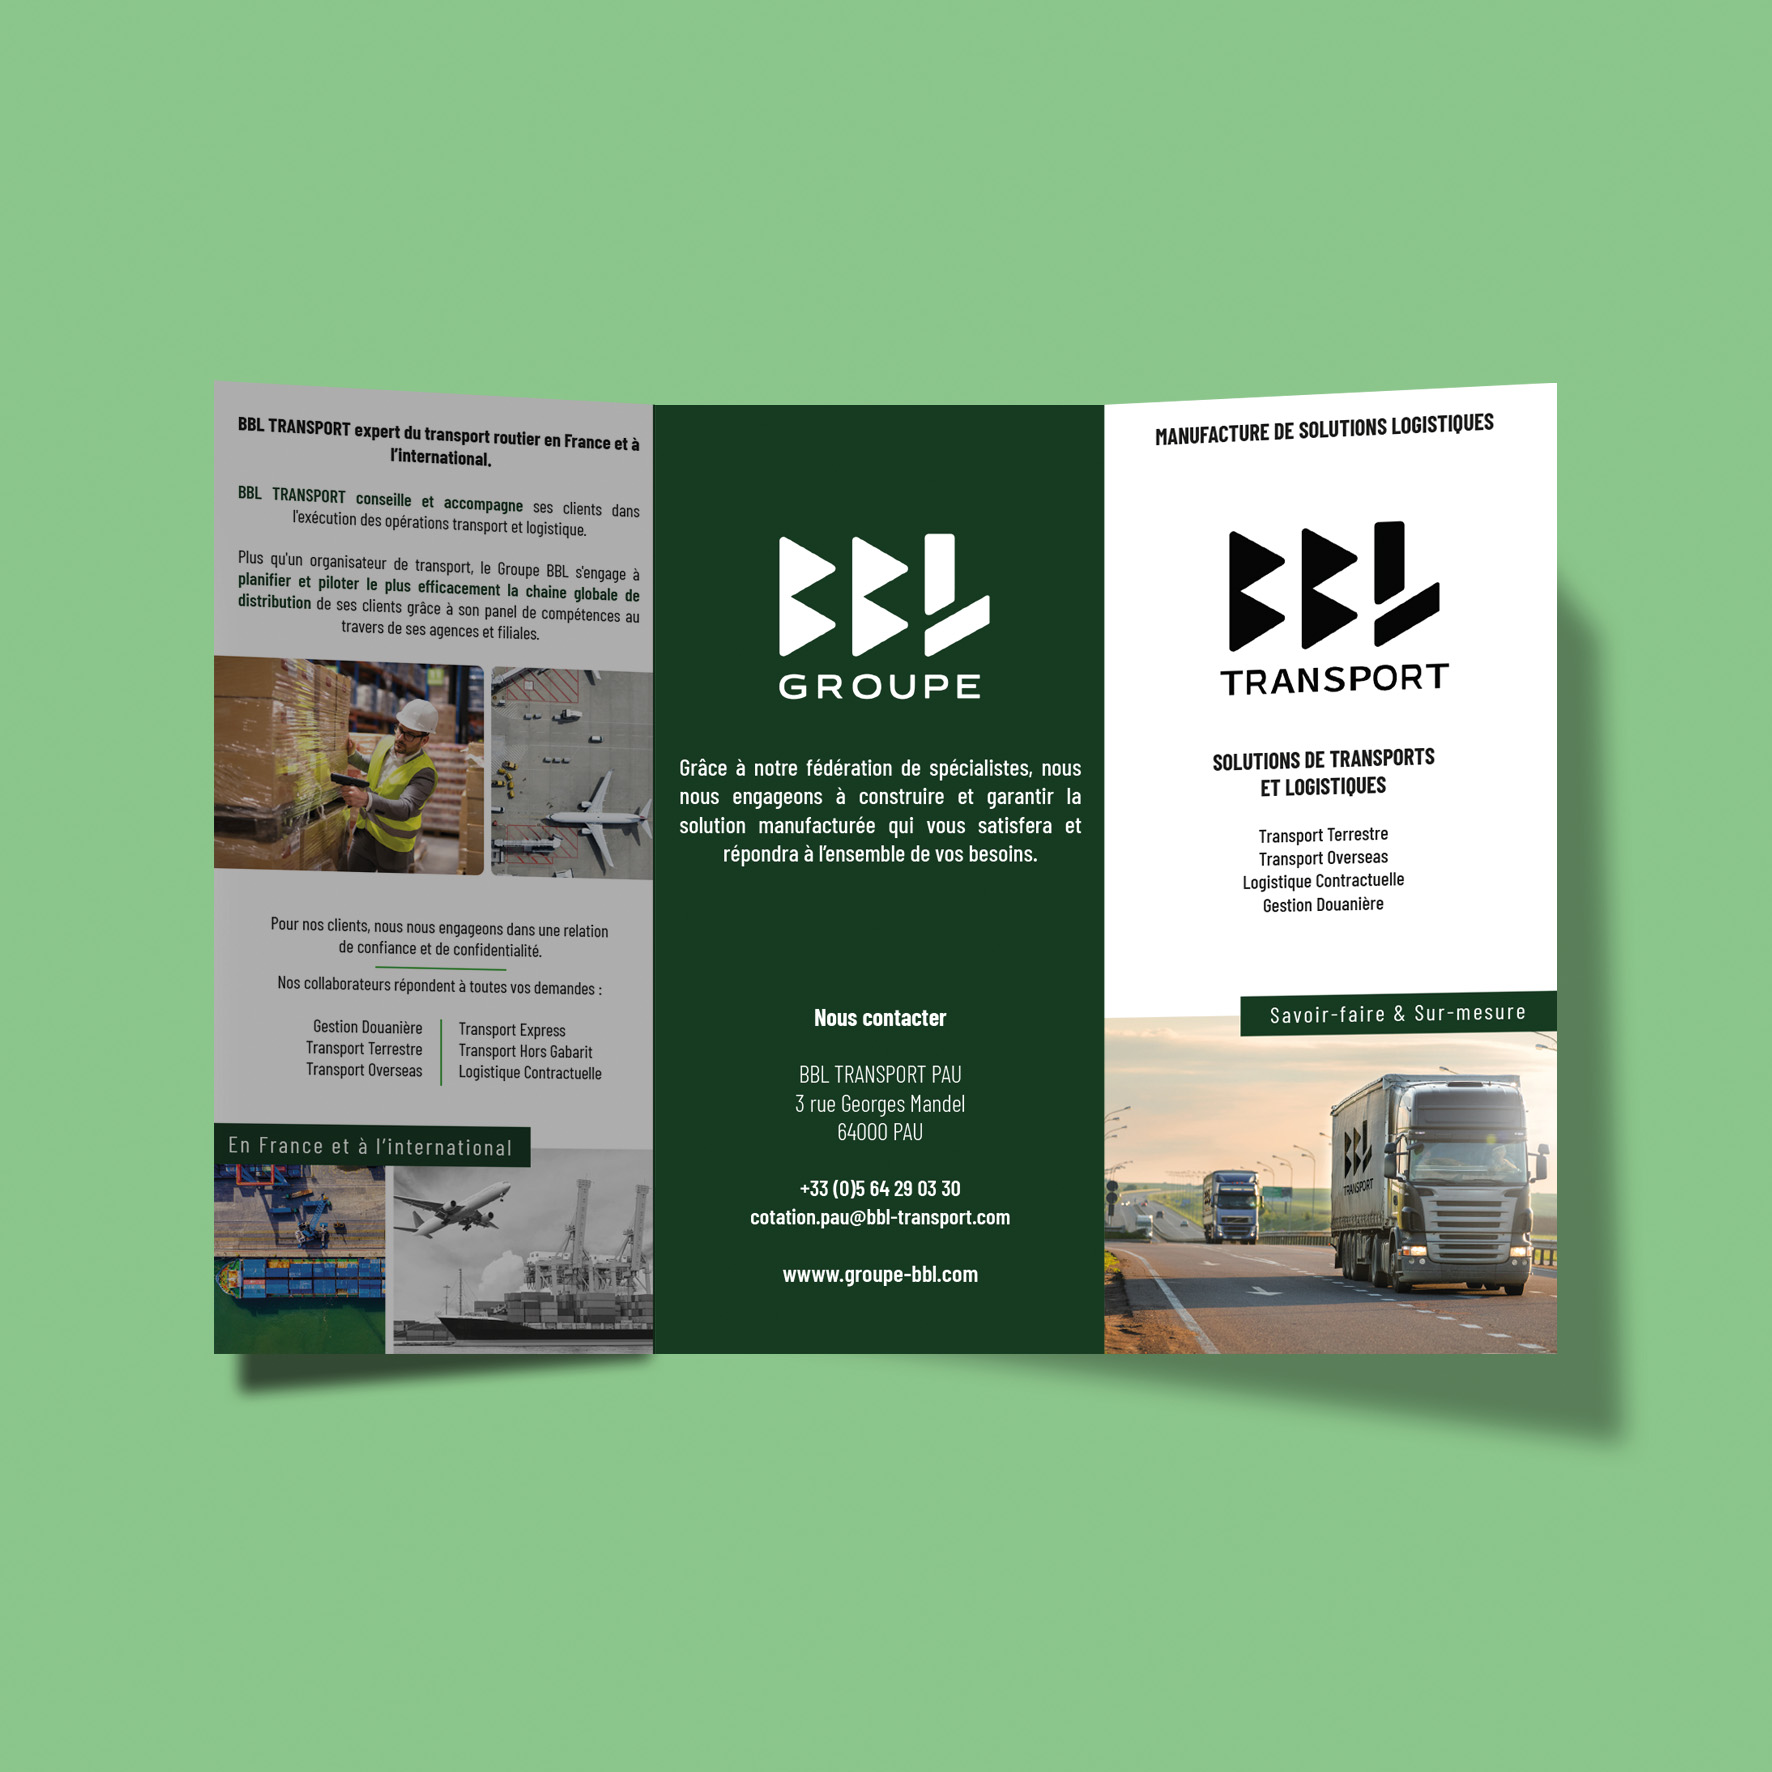 BBL TRANSPORT expert du transport routier en France et à
l'international.
BBL TRANSPORT conseille et accompagne ses clients dans
l'exécution des opérations transport et logistique.
Plus qu'un organisateur de transport, le Groupe BBL s'engage à
planifier et piloter le plus efficacement la chaine globale de
distribution de ses clients grâce à son panel de compétences au
travers de ses agences et filiales.
Pour nos clients, nous nous engageons dans une relation
de confiance et de confidentialité.
Nos collaborateurs répondent à toutes vos demandes :
Gestion Douanière
Transport Terrestre
Transport Overseas
Transport Express
Transport Hors Gabarit
Logistique Contractuelle
En France et à l'international
BBL
GROUPE
Grâce à notre fédération de spécialistes, nous
nous engageons à construire et garantir la
solution manufacturée qui vous satisfera et
répondra à l'ensemble de vos besoins.
Nous contacter
BBL TRANSPORT PAU
3 rue Georges Mandel
64000 PAU
+33 (0)5 64 29 03 30
cotation.pau@bbl-transport.com
wwww.groupe-bbl.com
MANUFACTURE DE SOLUTIONS LOGISTIQUES
BBL
TRANSPORT
SOLUTIONS DE TRANSPORTS
ET LOGISTIQUES
Transport Terrestre
Transport Overseas
Logistique Contractuelle
Gestion Douanière
Savoir-faire & Sur-mesure
BBL
TRANSPORT